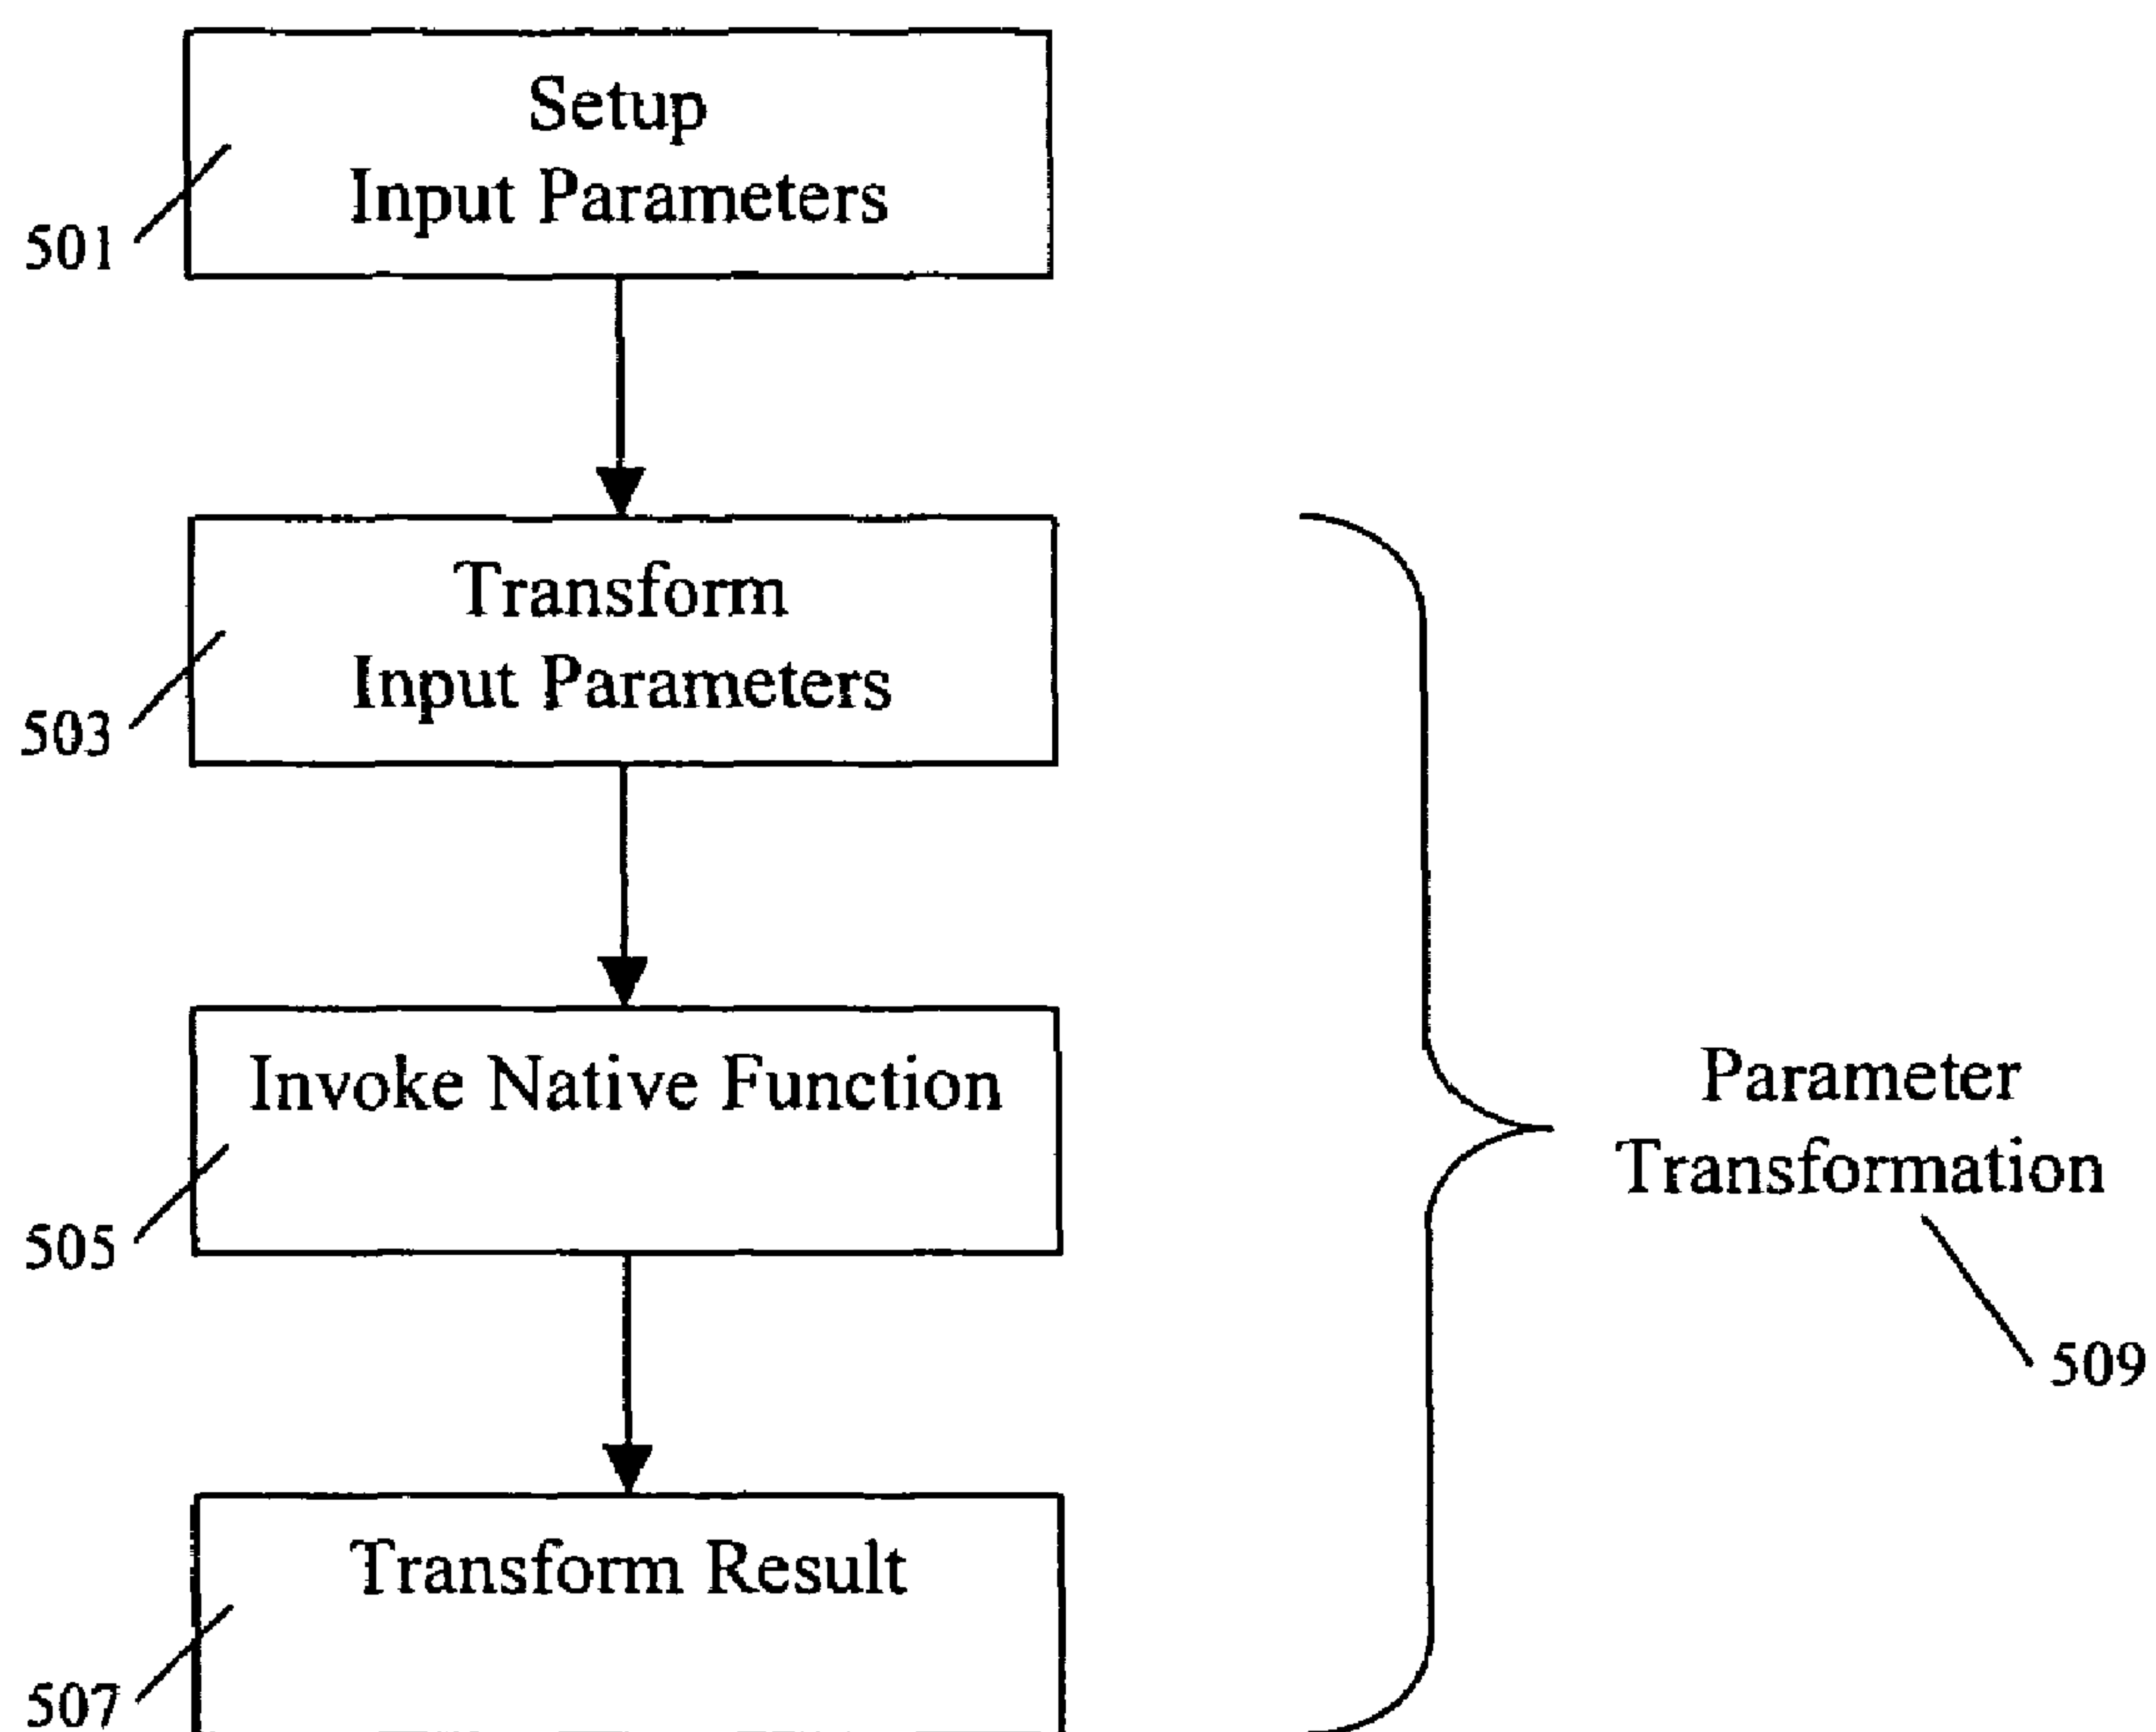 Setup
Input Parameters
501
Transform
Input Parameters
503
Invoke Native Function
505
Parameter
Transformation
509
Transform Result
507